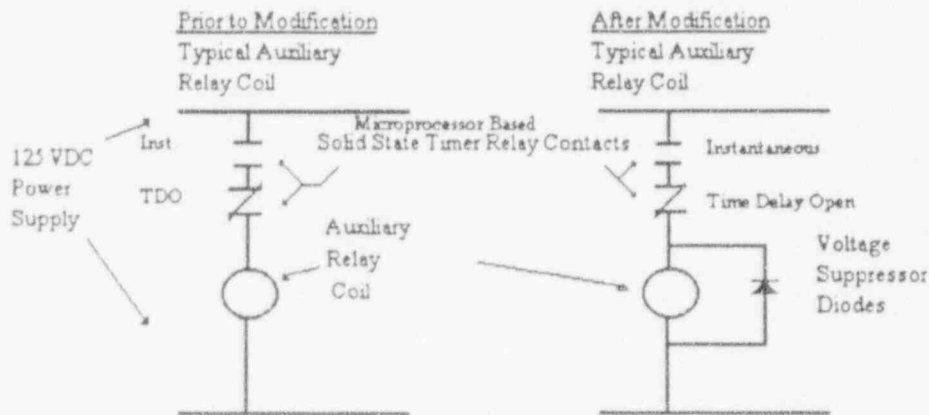 Prior to Modification
Typical Auxiliary
Relay Coil
After Modification
Typical Auxiliary
Relay Coil
125 VDC
Power
Supply
Inst.
TDO
Microprocessor Based
Solid State Timer Relay Contacts
Auxiliary
Relay
Coil
Instantaneous
Time Delay Open
Voltage
Suppressor
Diodes